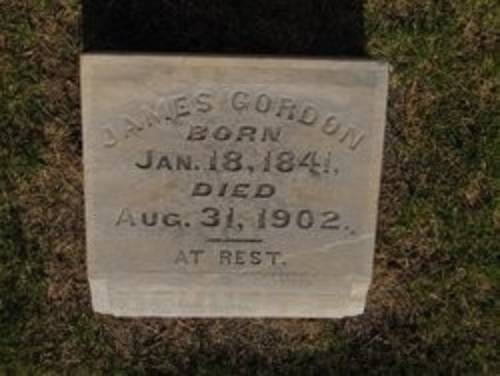 JAMES GORDON
BORN
JAN. 18, 1841.
DIED
AUG. 31, 1902.
AT REST.